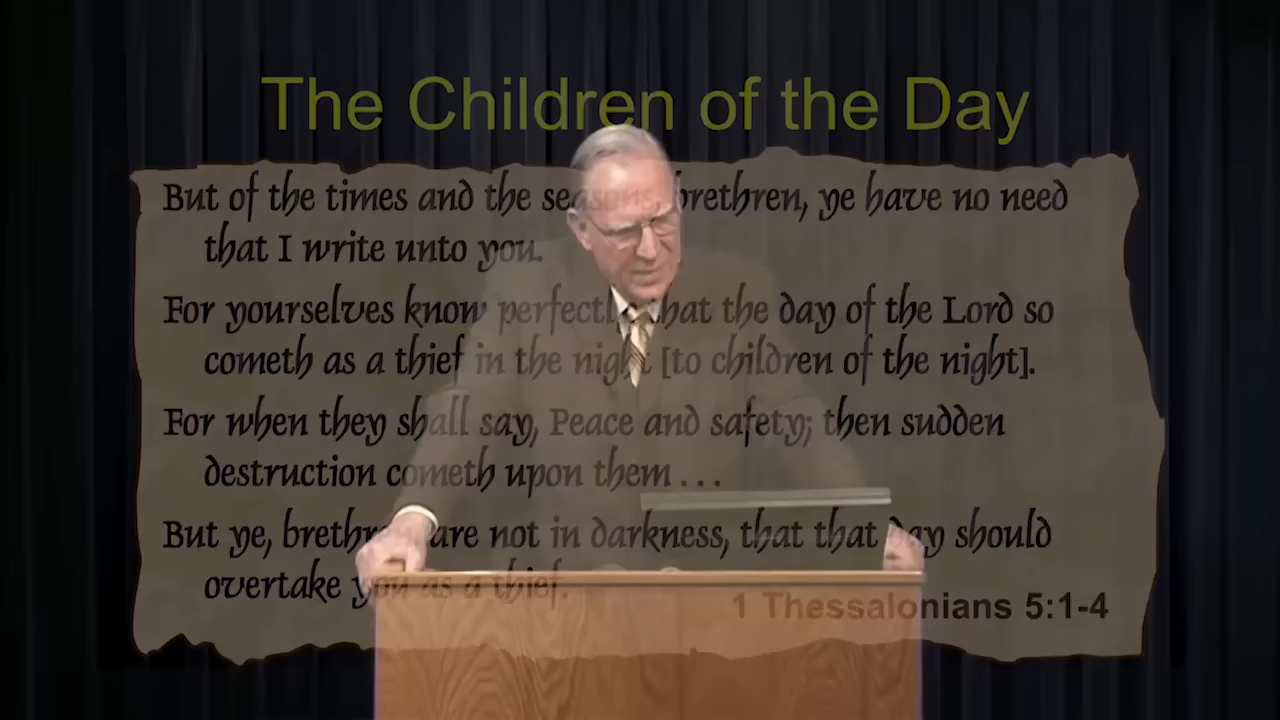 The Children of the Day
But of the times and the seasons, brethren, ye have no need
that I write unto you.
For yourselves know perfectly that the day of the Lord so
cometh as a thief in the night [to children of the night].
For when they shall say, Peace and safety; then sudden
destruction cometh upon them . . .
But ye, brethren, are not in darkness, that that day should
overtake you as a thief.
1 Thessalonians 5:1-4